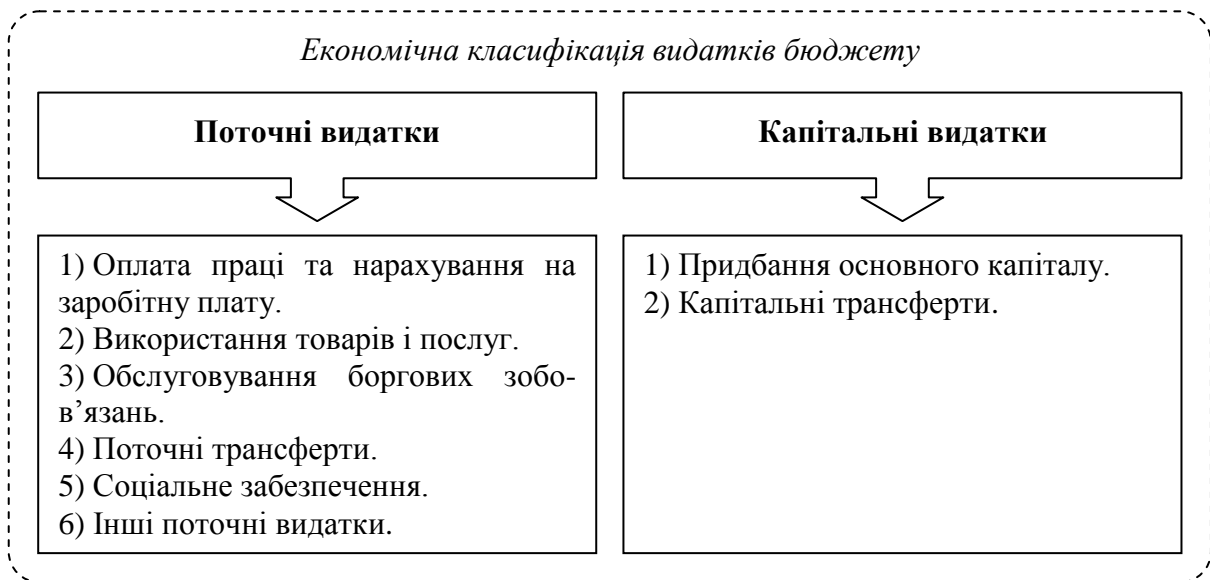 Економічна класифікація видатків бюджету
Поточні видатки
1) Оплата праці та нарахування на
заробітну плату.
2) Використання товарів і послуг.
3) Обслуговування боргових зобо-
в’язань.
4) Поточні трансферти.
5) Соціальне забезпечення.
6) Інші поточні видатки.
Капітальні видатки
1) Придбання основного капіталу.
2) Капітальні трансферти.